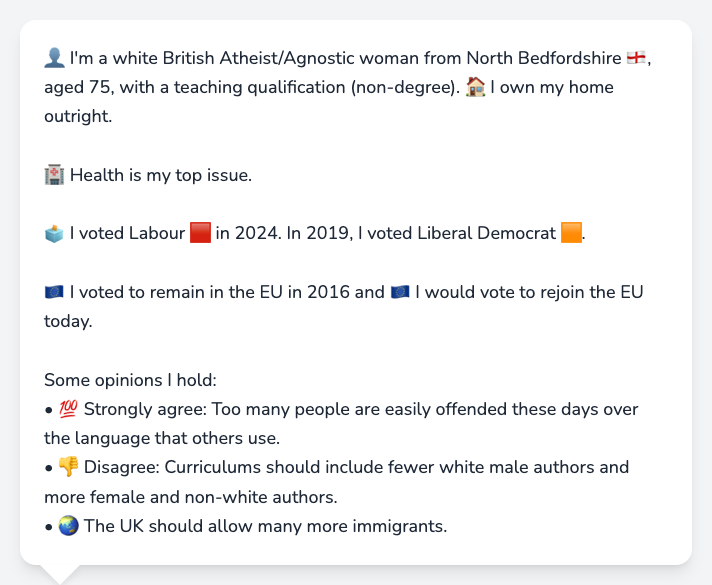 👤 I'm a white British Atheist/Agnostic woman from North Bedfordshire 🏴󠁧󠁢󠁥󠁮󠁧󠁿,
aged 75, with a teaching qualification (non-degree). 🏠 I own my home
outright.
🏥 Health is my top issue.
🗳️ I voted Labour 🟥 in 2024. In 2019, I voted Liberal Democrat 🟧.
🇪🇺 I voted to remain in the EU in 2016 and 🇪🇺 I would vote to rejoin the EU
today.
Some opinions I hold:
• 💯 Strongly agree: Too many people are easily offended these days over
the language that others use.
• 👎 Disagree: Curriculums should include fewer white male authors and
more female and non-white authors.
• 🌏 The UK should allow many more immigrants.